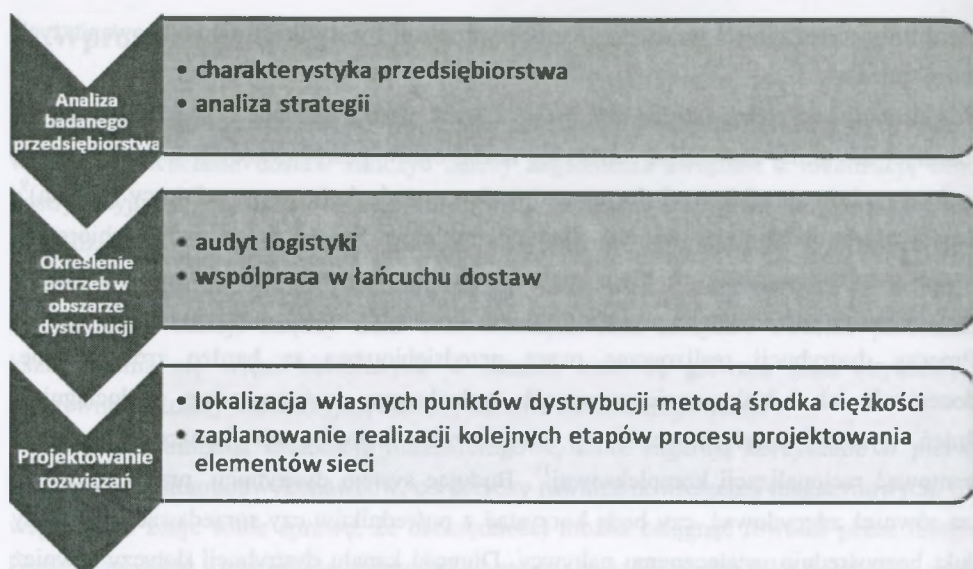 Analiza
badanego
przedsiębiorstwa
• charakterystyka przedsiębiorstwa
• analiza strategii
Określenie
potrzeb w
obszarze
dystrybucji
• audyt logistyki
• współpraca w łańcuchu dostaw
Projektowanie
rozwiązań
• lokalizacja własnych punktów dystrybucji metodą środka ciężkości
• zaplanowanie realizacji kolejnych etapów procesu projektowania
elementów sieci